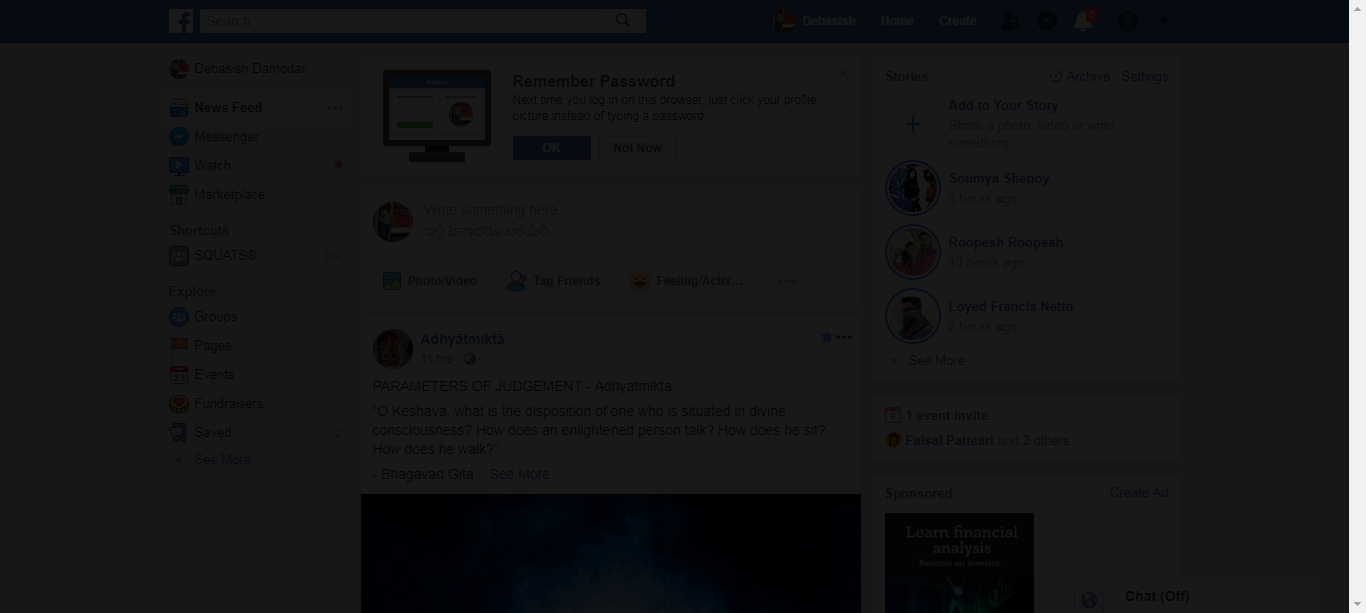 Search
Debasish
Home
Create
Debasish Damodar
News Feed
Messenger
Watch
Marketplace
Shortcuts
SQUATS®
20+
Explore
Groups
Pages
Events
Fundraisers
Saved
2
See More...
Remember Password
Next time you log in on this browser, just click your profile
picture instead of typing a password.
OK
Not Now
Write something here...
Photo/Video
Tag Friends
Feeling/Activ...
Adhyātmiktā
11 hrs
PARAMETERS OF JUDGEMENT - Adhyatmikta
“O Keshava, what is the disposition of one who is situated in divine
consciousness? How does an enlightened person talk? How does he sit?
How does he walk?”
- Bhagavad Gita... See More
Stories
Archive · Settings
Add to Your Story
Share a photo, video or write
something
Soumya Shenoy
3 hours ago
Roopesh Roopesh
13 hours ago
Loyed Francis Netto
2 hours ago
See More
1 event invite
Faisal Patteari and 2 others
Sponsored
Create Ad
Learn financial
analysis
Become an investor
Chat (Off)